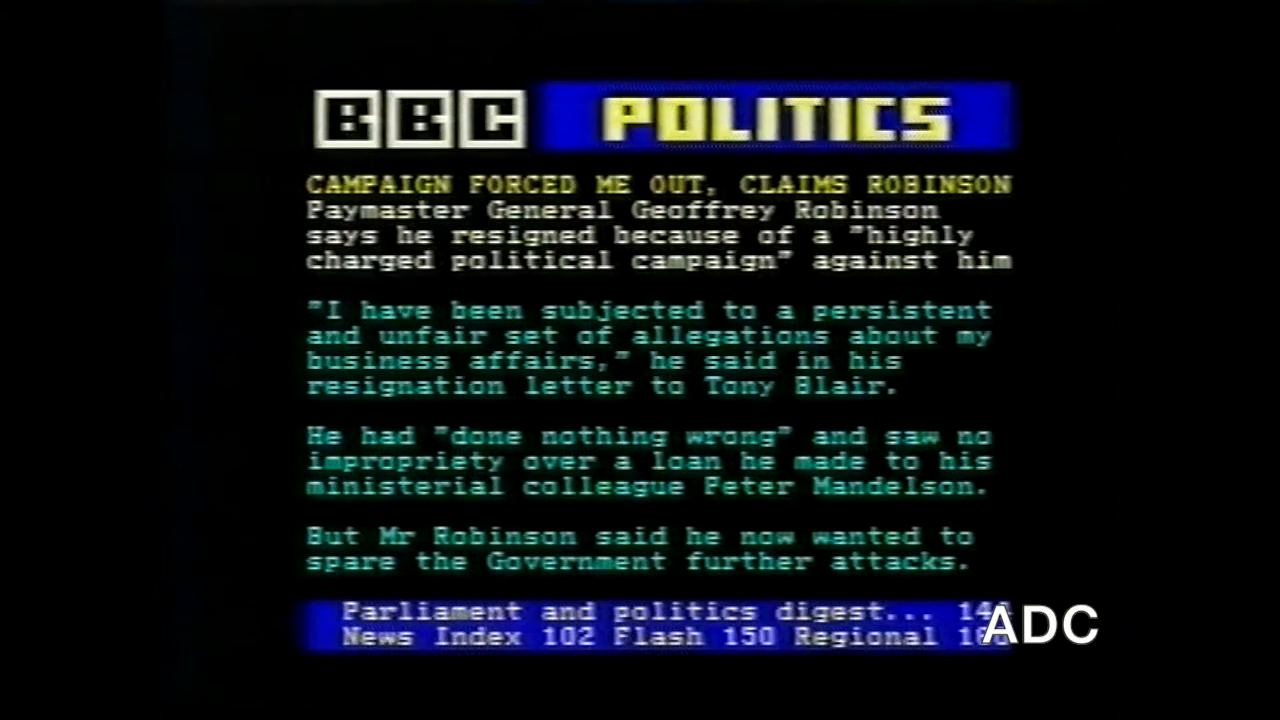 BBC POLITICS
CAMPAIGN FORCED ME OUT, CLAIMS ROBINSON
Paymaster General Geoffrey Robinson
says he resigned because of a "highly
charged political campaign" against him
"I have been subjected to a persistent
and unfair set of allegations about my
business affairs," he said in his
resignation letter to Tony Blair.
He had "done nothing wrong" and saw no
impropriety over a loan he made to his
ministerial colleague Peter Mandelson.
But Mr Robinson said he now wanted to
spare the Government further attacks.
Parliament and politics digest...
News Index 102 Flash 150 Regional
ADC